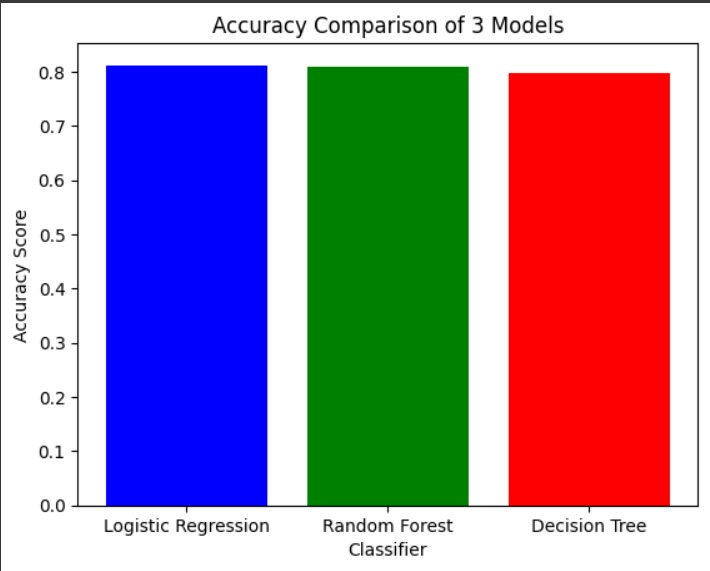 Accuracy Comparison of 3 Models
Accuracy Score
0.8
0.7
0.6
0.5
0.4
0.3
0.2
0.1
0.0
Logistic Regression Random Forest Decision Tree
Classifier